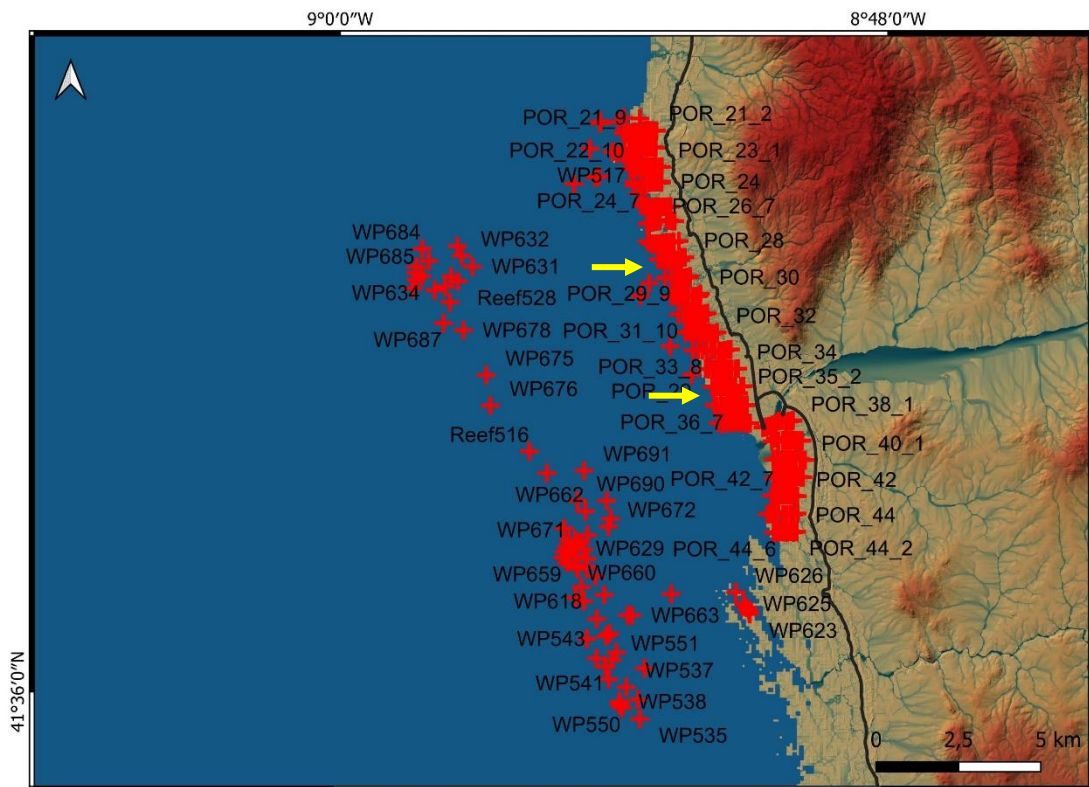 9°0'0"W 8°48'0"W
POR_21_9 POR_21_2
POR_22_10 POR_23_1
WP517 POR_24
POR_24_7 POR_26_7
WP684 WP632 POR_28
WP685 WP631 POR_30
WP634 Reef528 POR_29_9
POR_32
WP687 WP678 POR_31_10
POR_34
WP675 POR_33_8
POR_35_2
WP676
POR_38_1
Reef516 POR_36_7
POR_40_1
WP691
WP690 POR_42_7 POR_42
WP662
WP672 POR_44
WP671
WP629 POR_44_6 POR_44_2
WP659 WP660 WP626
WP618 WP663 WP625
WP623
WP543 WP551
WP537
WP541
WP538
WP550
WP535
41°36'0"N
0 2,5 5 km